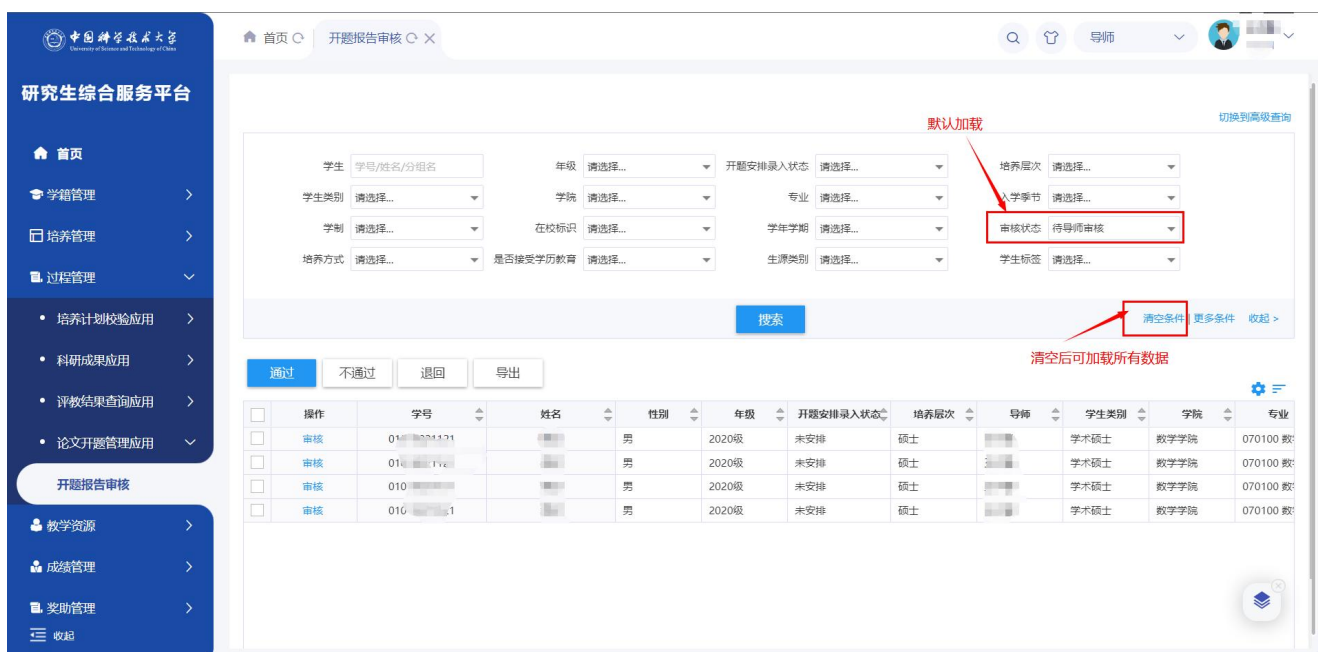 中国科学技术大学
University of Science and Technology of China
首页
开题报告审核
导师
研究生综合服务平台
首页
学籍管理
培养管理
过程管理
培养计划校验应用
科研成果应用
评教结果查询应用
论文开题管理应用
开题报告审核
教学资源
成绩管理
奖助管理
收起
切换到高级查询
默认加载
学生 学号/姓名/分组名 年级 请选择... 开题安排录入状态 请选择... 培养层次 请选择...
学生类别 请选择... 学院 请选择... 专业 请选择... 入学季节 请选择...
学制 请选择... 在校标识 请选择... 学年学期 请选择... 审核状态 待导师审核
培养方式 请选择... 是否接受学历教育 请选择... 生源类别 请选择... 学生标签 请选择...
搜索 清空条件 | 更多条件 收起 >
清空后可加载所有数据
通过 不通过 退回 导出
操作 学号 姓名 性别 年级 开题安排录入状态 培养层次 导师 学生类别 学院 专业
审核 男 2020级 未安排 硕士 学术硕士 数学学院 070100
审核 男 2020级 未安排 硕士 学术硕士 数学学院 070100
审核 010 男 2020级 未安排 硕士 学术硕士 数学学院 070100
审核 010 男 2020级 未安排 硕士 学术硕士 数学学院 070100